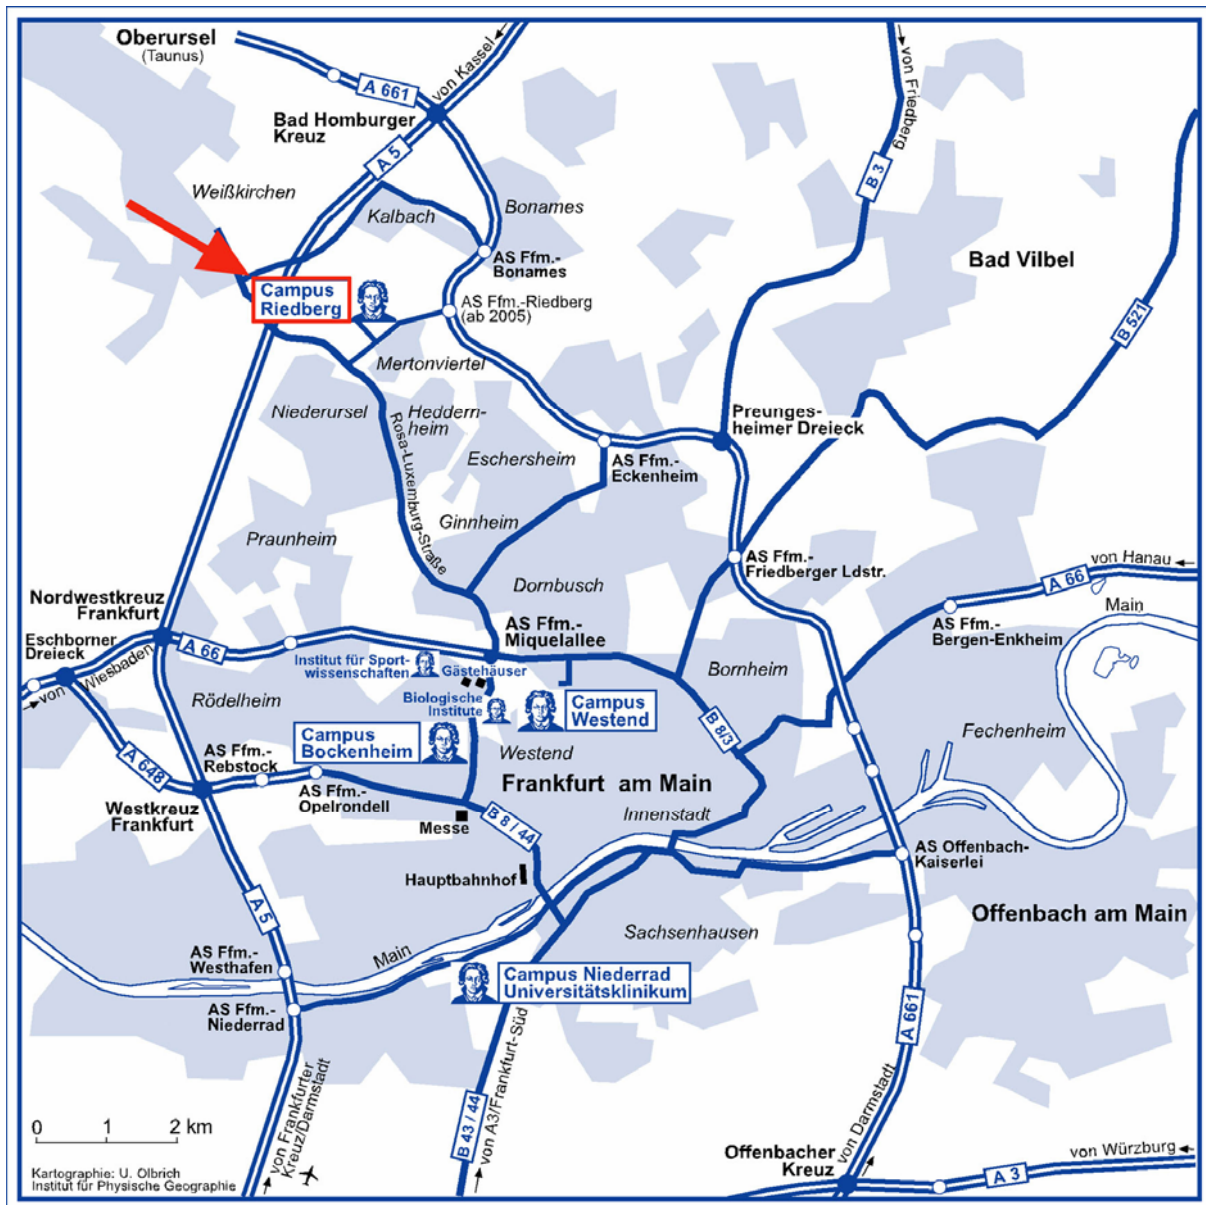 Oberursel
(Taunus)
A 661
von Kassel
von Friedberg
Bad Homburger
Kreuz
A 5
B 3
Weißkirchen
Kalbach
Bonames
AS Ffm.-
Bonames
Bad Vilbel
Campus
Riedberg
AS Ffm.-Riedberg
(ab 2005)
B 521
Mertonviertel
Niederursel
Heddern-
heim
Rosa-Luxemburg-Straße
Preunges-
heimer Dreieck
Eschersheim
AS Ffm.-
Eckenheim
Ginnheim
Praunheim
AS Ffm.-
Friedberger Ldstr.
von Hanau
A 66
Dornbusch
Nordwestkreuz
Frankfurt
Main
AS Ffm.-
Miquelallee
AS Ffm.-
Bergen-Enkheim
Eschborner
Dreieck
A 66
von Wiesbaden
Institut für Sport-
wissenschaften
Gästehäuser
Bornheim
Rödelheim
Biologische
Institute
Campus
Westend
B 8/3
Fechenheim
Campus
Bockenheim
Westend
A 648
AS Ffm.-
Rebstock
Frankfurt am Main
AS Ffm.-
Opelrondell
Westkreuz
Frankfurt
Innenstadt
Messe
B 8 / 44
AS Offenbach-
Kaiserlei
Hauptbahnhof
A 5
Offenbach am Main
Sachsenhausen
Main
AS Ffm.-
Westhafen
Campus Niederrad
Universitätsklinikum
AS Ffm.-
Niederrad
A 661
von Frankfurter
Kreuz/Darmstadt
B 43 / 44
von A3/Frankfurt-Süd
von Darmstadt
0 1 2 km
Offenbacher
Kreuz
von Würzburg
A 3
Kartographie: U. Olbrich
Institut für Physische Geographie